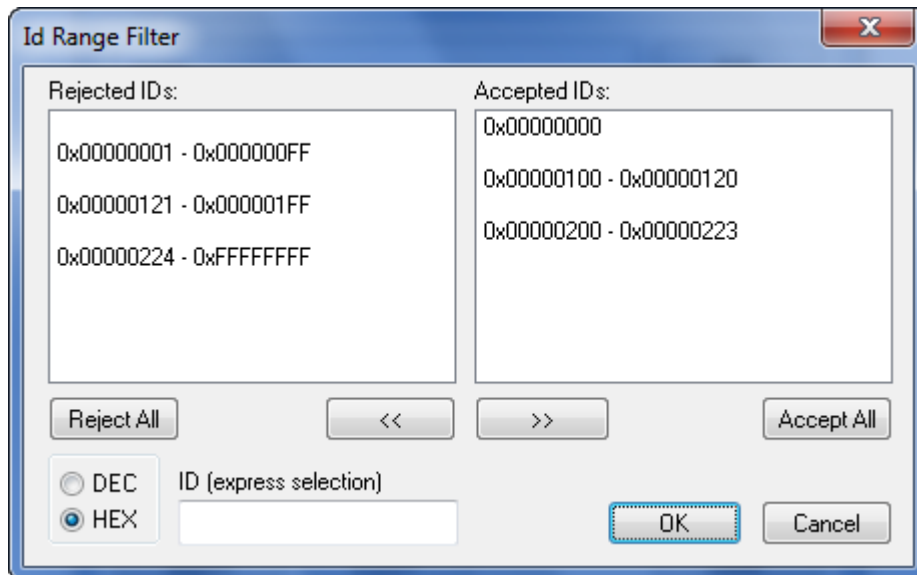 Id Range Filter
Rejected IDs:
0x00000001 - 0x000000FF
0x00000121 - 0x000001FF
0x00000224 - 0xFFFFFFFF
Accepted IDs:
0x00000000
0x00000100 - 0x00000120
0x00000200 - 0x00000223
Reject All
<<
>>
Accept All
DEC
HEX
ID (express selection)
OK
Cancel